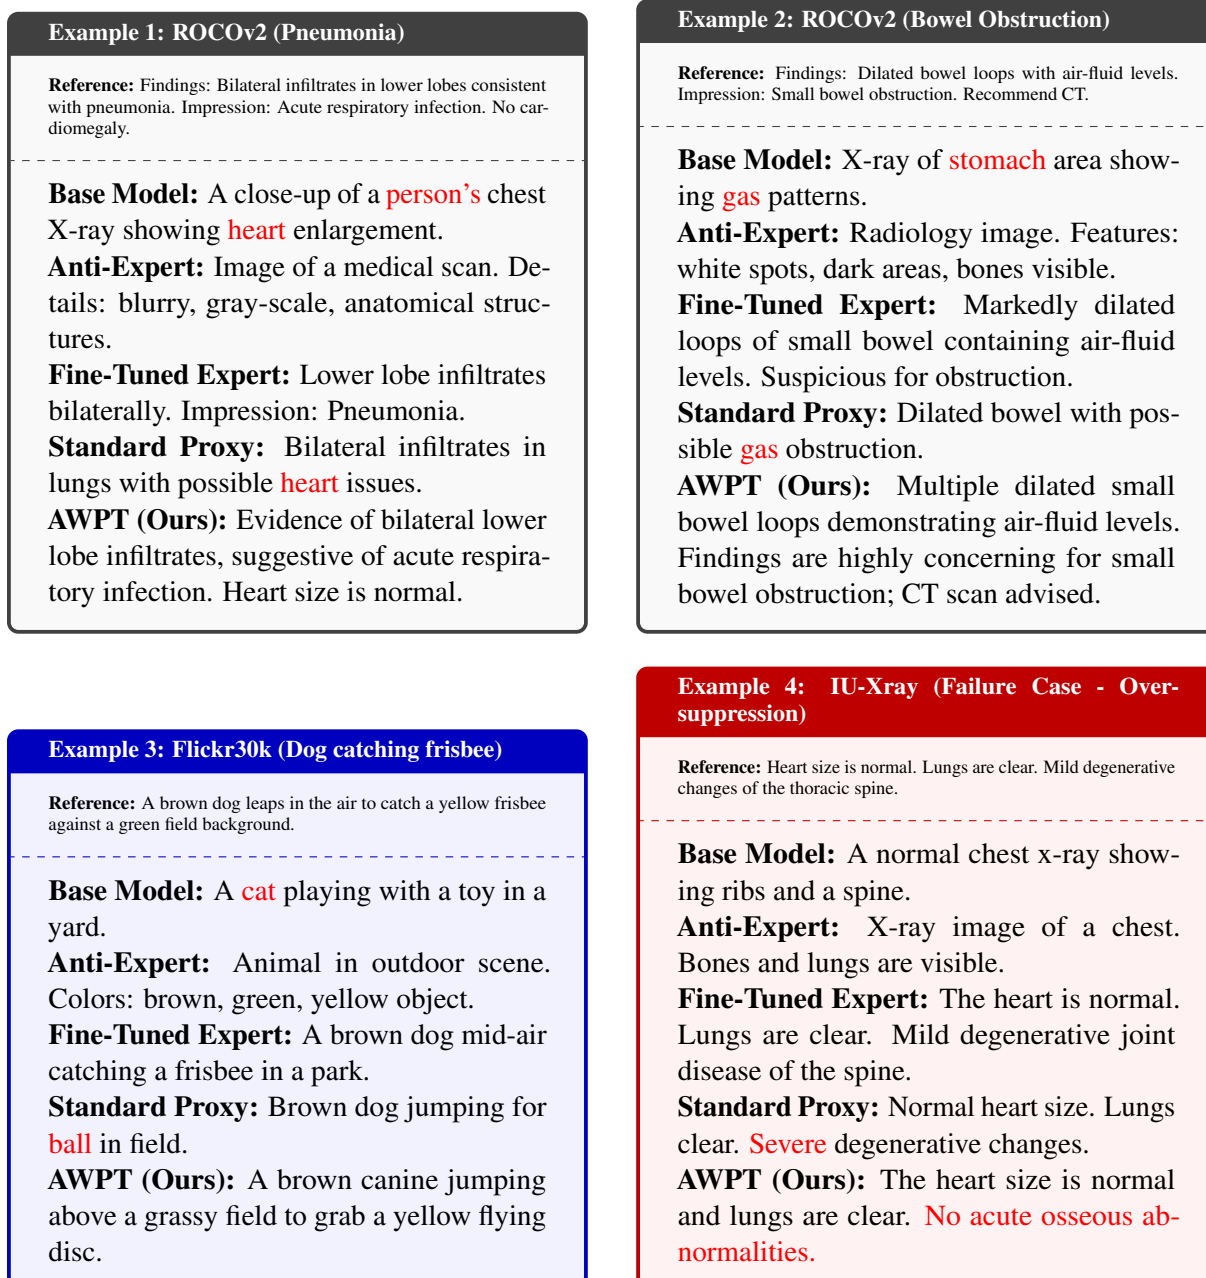 Example 1: ROCOv2 (Pneumonia)
Reference: Findings: Bilateral infiltrates in lower lobes consistent
with pneumonia. Impression: Acute respiratory infection. No car-
diomegaly.
Base Model: A close-up of a person's chest
X-ray showing heart enlargement.
Anti-Expert: Image of a medical scan. De-
tails: blurry, gray-scale, anatomical struc-
tures.
Fine-Tuned Expert: Lower lobe infiltrates
bilaterally. Impression: Pneumonia.
Standard Proxy: Bilateral infiltrates in
lungs with possible heart issues.
AWPT (Ours): Evidence of bilateral lower
lobe infiltrates, suggestive of acute respira-
tory infection. Heart size is normal.
Example 2: ROCOv2 (Bowel Obstruction)
Reference: Findings: Dilated bowel loops with air-fluid levels.
Impression: Small bowel obstruction. Recommend CT.
Base Model: X-ray of stomach area show-
ing gas patterns.
Anti-Expert: Radiology image. Features:
white spots, dark areas, bones visible.
Fine-Tuned Expert: Markedly dilated
loops of small bowel containing air-fluid
levels. Suspicious for obstruction.
Standard Proxy: Dilated bowel with pos-
sible gas obstruction.
AWPT (Ours): Multiple dilated small
bowel loops demonstrating air-fluid levels.
Findings are highly concerning for small
bowel obstruction; CT scan advised.
Example 3: Flickr30k (Dog catching frisbee)
Reference: A brown dog leaps in the air to catch a yellow frisbee
against a green field background.
Base Model: A cat playing with a toy in a
yard.
Anti-Expert: Animal in outdoor scene.
Colors: brown, green, yellow object.
Fine-Tuned Expert: A brown dog mid-air
catching a frisbee in a park.
Standard Proxy: Brown dog jumping for
ball in field.
AWPT (Ours): A brown canine jumping
above a grassy field to grab a yellow flying
disc.
Example 4: IU-Xray (Failure Case - Over-
suppression)
Reference: Heart size is normal. Lungs are clear. Mild degenerative
changes of the thoracic spine.
Base Model: A normal chest x-ray show-
ing ribs and a spine.
Anti-Expert: X-ray image of a chest.
Bones and lungs are visible.
Fine-Tuned Expert: The heart is normal.
Lungs are clear. Mild degenerative joint
disease of the spine.
Standard Proxy: Normal heart size. Lungs
clear. Severe degenerative changes.
AWPT (Ours): The heart size is normal
and lungs are clear. No acute osseous ab-
normalities.